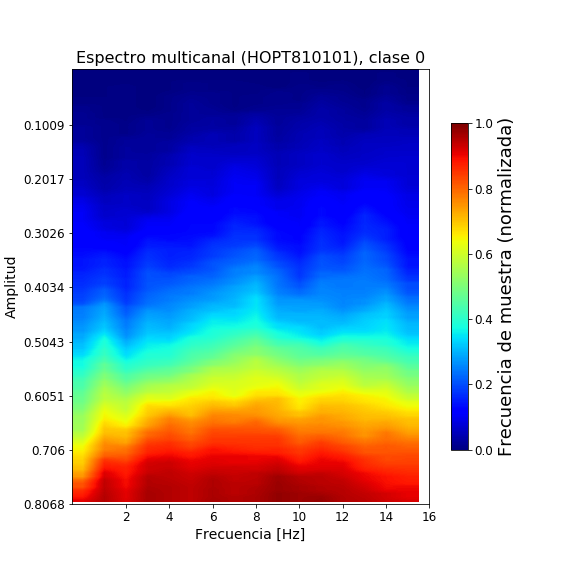 Espectro multicanal (HOPT810101), clase 0
Amplitud
0.1009
0.2017
0.3026
0.4034
0.5043
0.6051
0.706
0.8068
2 4 6 8 10 12 14 16
Frecuencia [Hz]
1.0
0.8
0.6
0.4
0.2
0.0
Frecuencia de muestra (normalizada)